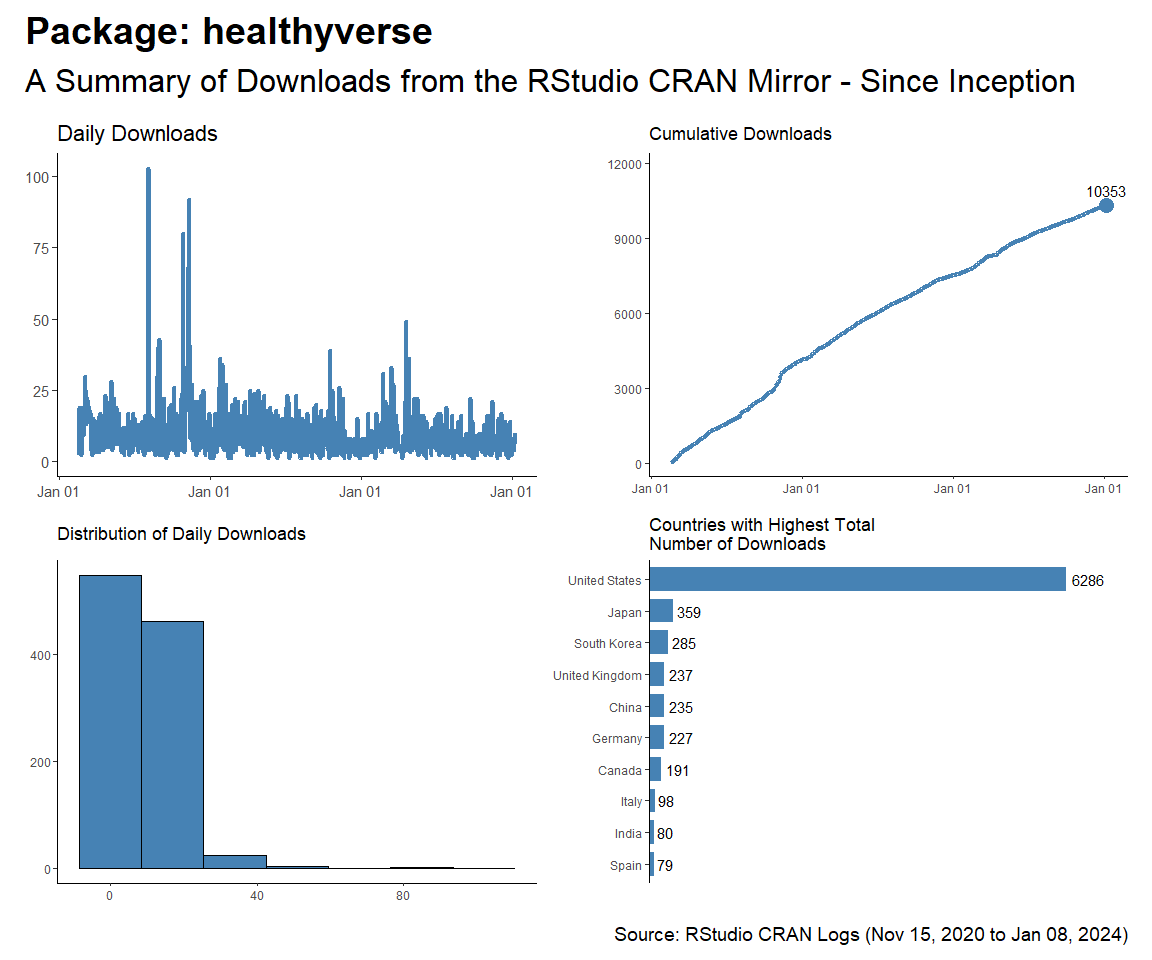 Package: healthyverse
A Summary of Downloads from the RStudio CRAN Mirror - Since Inception
Daily Downloads
100
75
50
25
0
Jan 01
Jan 01
Jan 01
Jan 01
Cumulative Downloads
12000
9000
6000
3000
0
10353
Jan 01
Jan 01
Jan 01
Jan 01
Distribution of Daily Downloads
400
200
0
0
40
80
Countries with Highest Total
Number of Downloads
United States 6286
Japan 359
South Korea 285
United Kingdom 237
China 235
Germany 227
Canada 191
Italy 98
India 80
Spain 79
Source: RStudio CRAN Logs (Nov 15, 2020 to Jan 08, 2024)